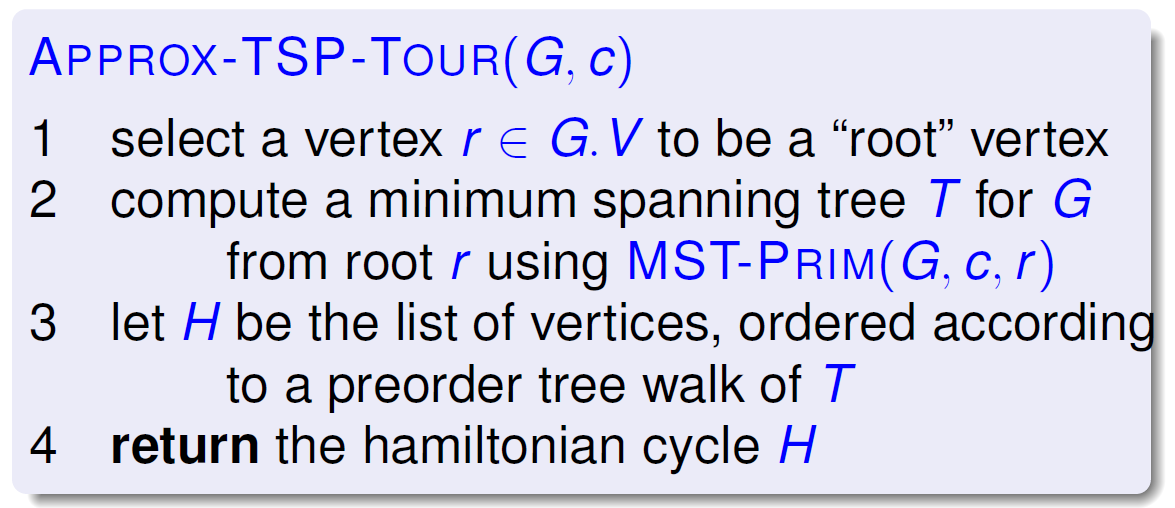 APPROX-TSP-TOUR(G, c)
1 select a vertex r ∈ G.V to be a “root” vertex
2 compute a minimum spanning tree T for G
from root r using MST-PRIM(G, c, r)
3 let H be the list of vertices, ordered according
to a preorder tree walk of T
4 return the hamiltonian cycle H